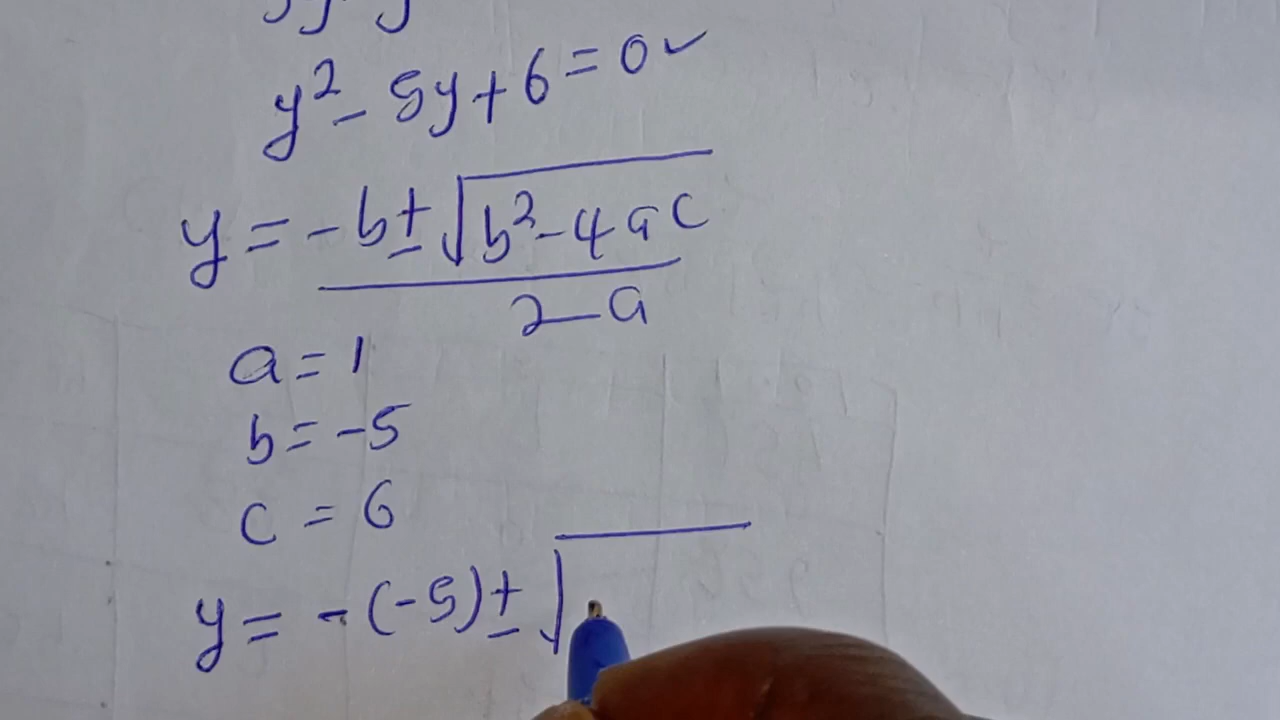 y² - 5y + 6 = 0 ✓
y = -b ± √b² - 4ac
2a
a = 1
b = -5
c = 6
y = -(-5) ± √